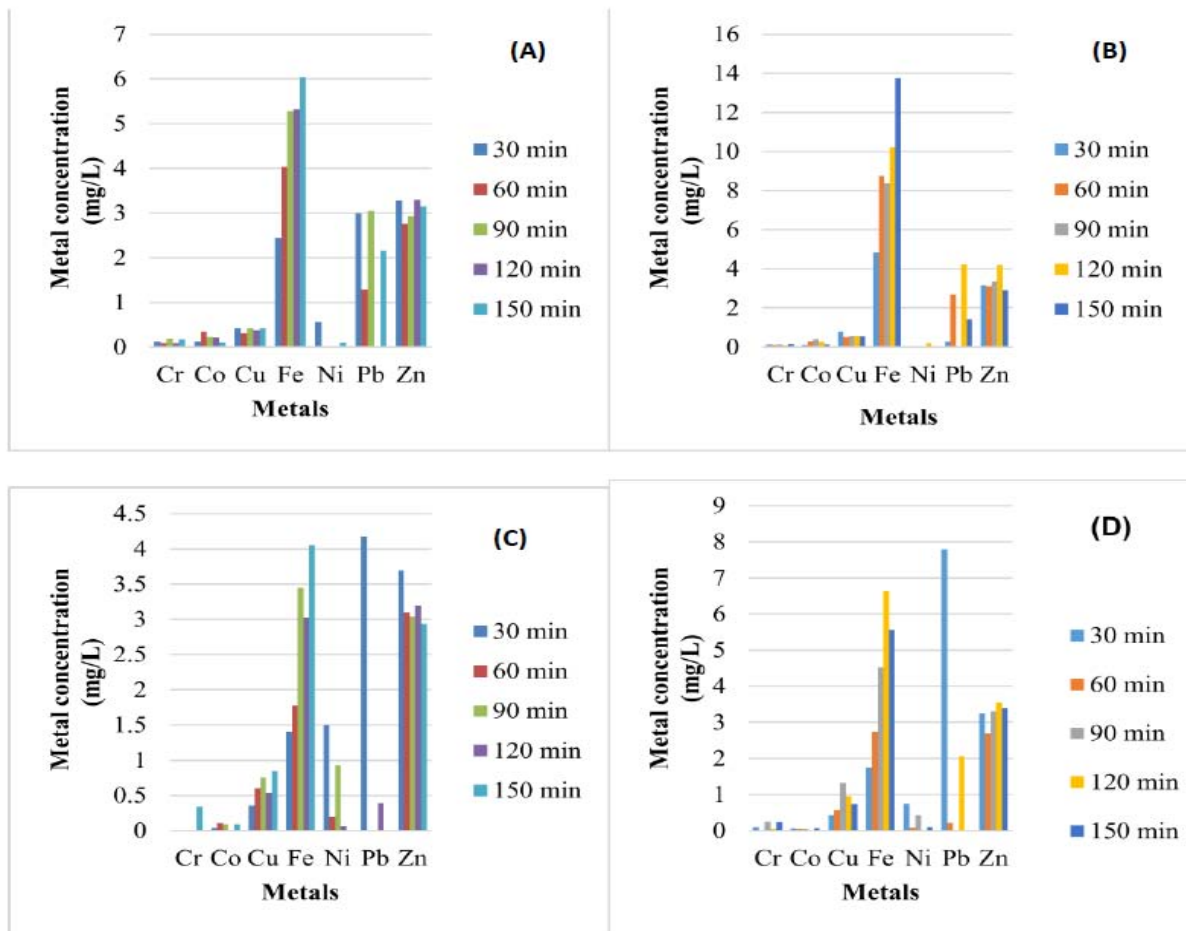 (A)
Metal concentration
(mg/L)
7
6
5
4
3
2
1
0
Cr Co Cu Fe Ni Pb Zn
Metals
30 min
60 min
90 min
120 min
150 min
(B)
Metal concentration
(mg/L)
16
14
12
10
8
6
4
2
0
Cr Co Cu Fe Ni Pb Zn
Metals
30 min
60 min
90 min
120 min
150 min
(C)
Metal concentration
(mg/L)
4.5
4
3.5
3
2.5
2
1.5
1
0.5
0
Cr Co Cu Fe Ni Pb Zn
Metals
30 min
60 min
90 min
120 min
150 min
(D)
Metal concentration
(mg/L)
9
8
7
6
5
4
3
2
1
0
Cr Co Cu Fe Ni Pb Zn
Metals
30 min
60 min
90 min
120 min
150 min